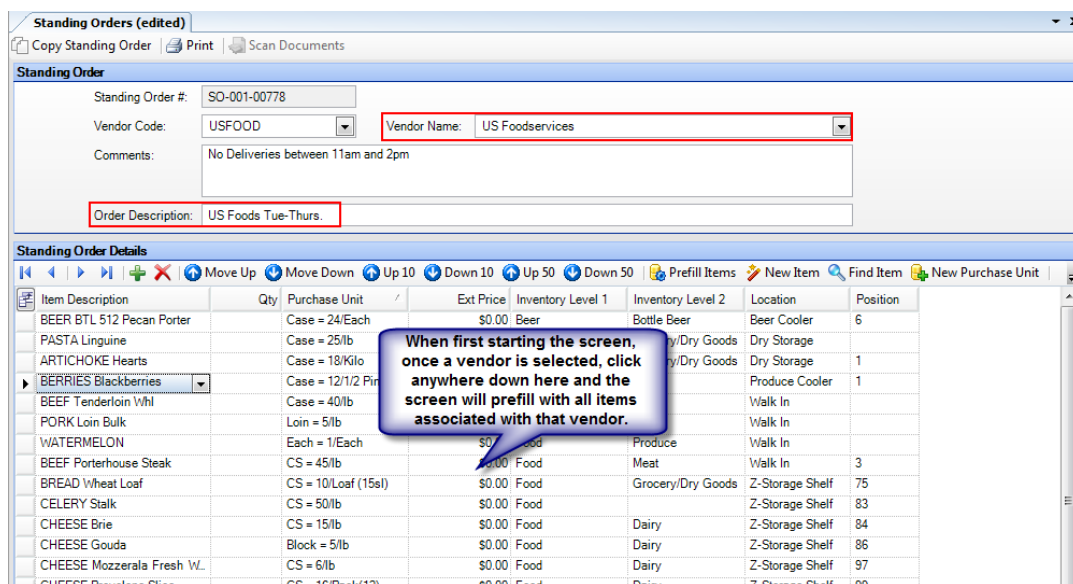 Standing Orders (edited)
Copy Standing Order Print Scan Documents
Standing Order
Standing Order #: SO-001-00778
Vendor Code: USFOOD Vendor Name: US Foodservices
Comments: No Deliveries between 11am and 2pm
Order Description: US Foods Tue-Thurs.
Standing Order Details
Move Up Move Down Up 10 Down 10 Up 50 Down 50 Prefill Items New Item Find Item New Purchase Unit
Item Description Qty Purchase Unit Ext Price Inventory Level 1 Inventory Level 2 Location Position
BEER BTL 512 Pecan Porter Case = 24/Each $0.00 Beer Bottle Beer Beer Cooler 6
PASTA Linguine Case = 25/lb y/Dry Goods Dry Storage
ARTICHOKE Hearts Case = 18/Kilo y/Dry Goods Dry Storage 1
BERRIES Blackberries Case = 12/1/2 Pin Produce Cooler 1
BEEF Tenderloin Whl Case = 40/lb Walk In
PORK Loin Bulk Loin = 5/lb Walk In
WATERMELON Each = 1/Each Produce Walk In
BEEF Porterhouse Steak CS = 45/lb $0.00 Food Meat Walk In 3
BREAD Wheat Loaf CS = 10/Loaf (15sl) $0.00 Food Grocery/Dry Goods Z-Storage Shelf 75
CELERY Stalk CS = 50/lb $0.00 Food Z-Storage Shelf 83
CHEESE Brie CS = 15/lb $0.00 Food Dairy Z-Storage Shelf 84
CHEESE Gouda Block = 5/lb $0.00 Food Dairy Z-Storage Shelf 86
CHEESE Mozzerala Fresh W... CS = 6/lb $0.00 Food Dairy Z-Storage Shelf 97
When first starting the screen,
once a vendor is selected, click
anywhere down here and the
screen will prefill with all items
associated with that vendor.